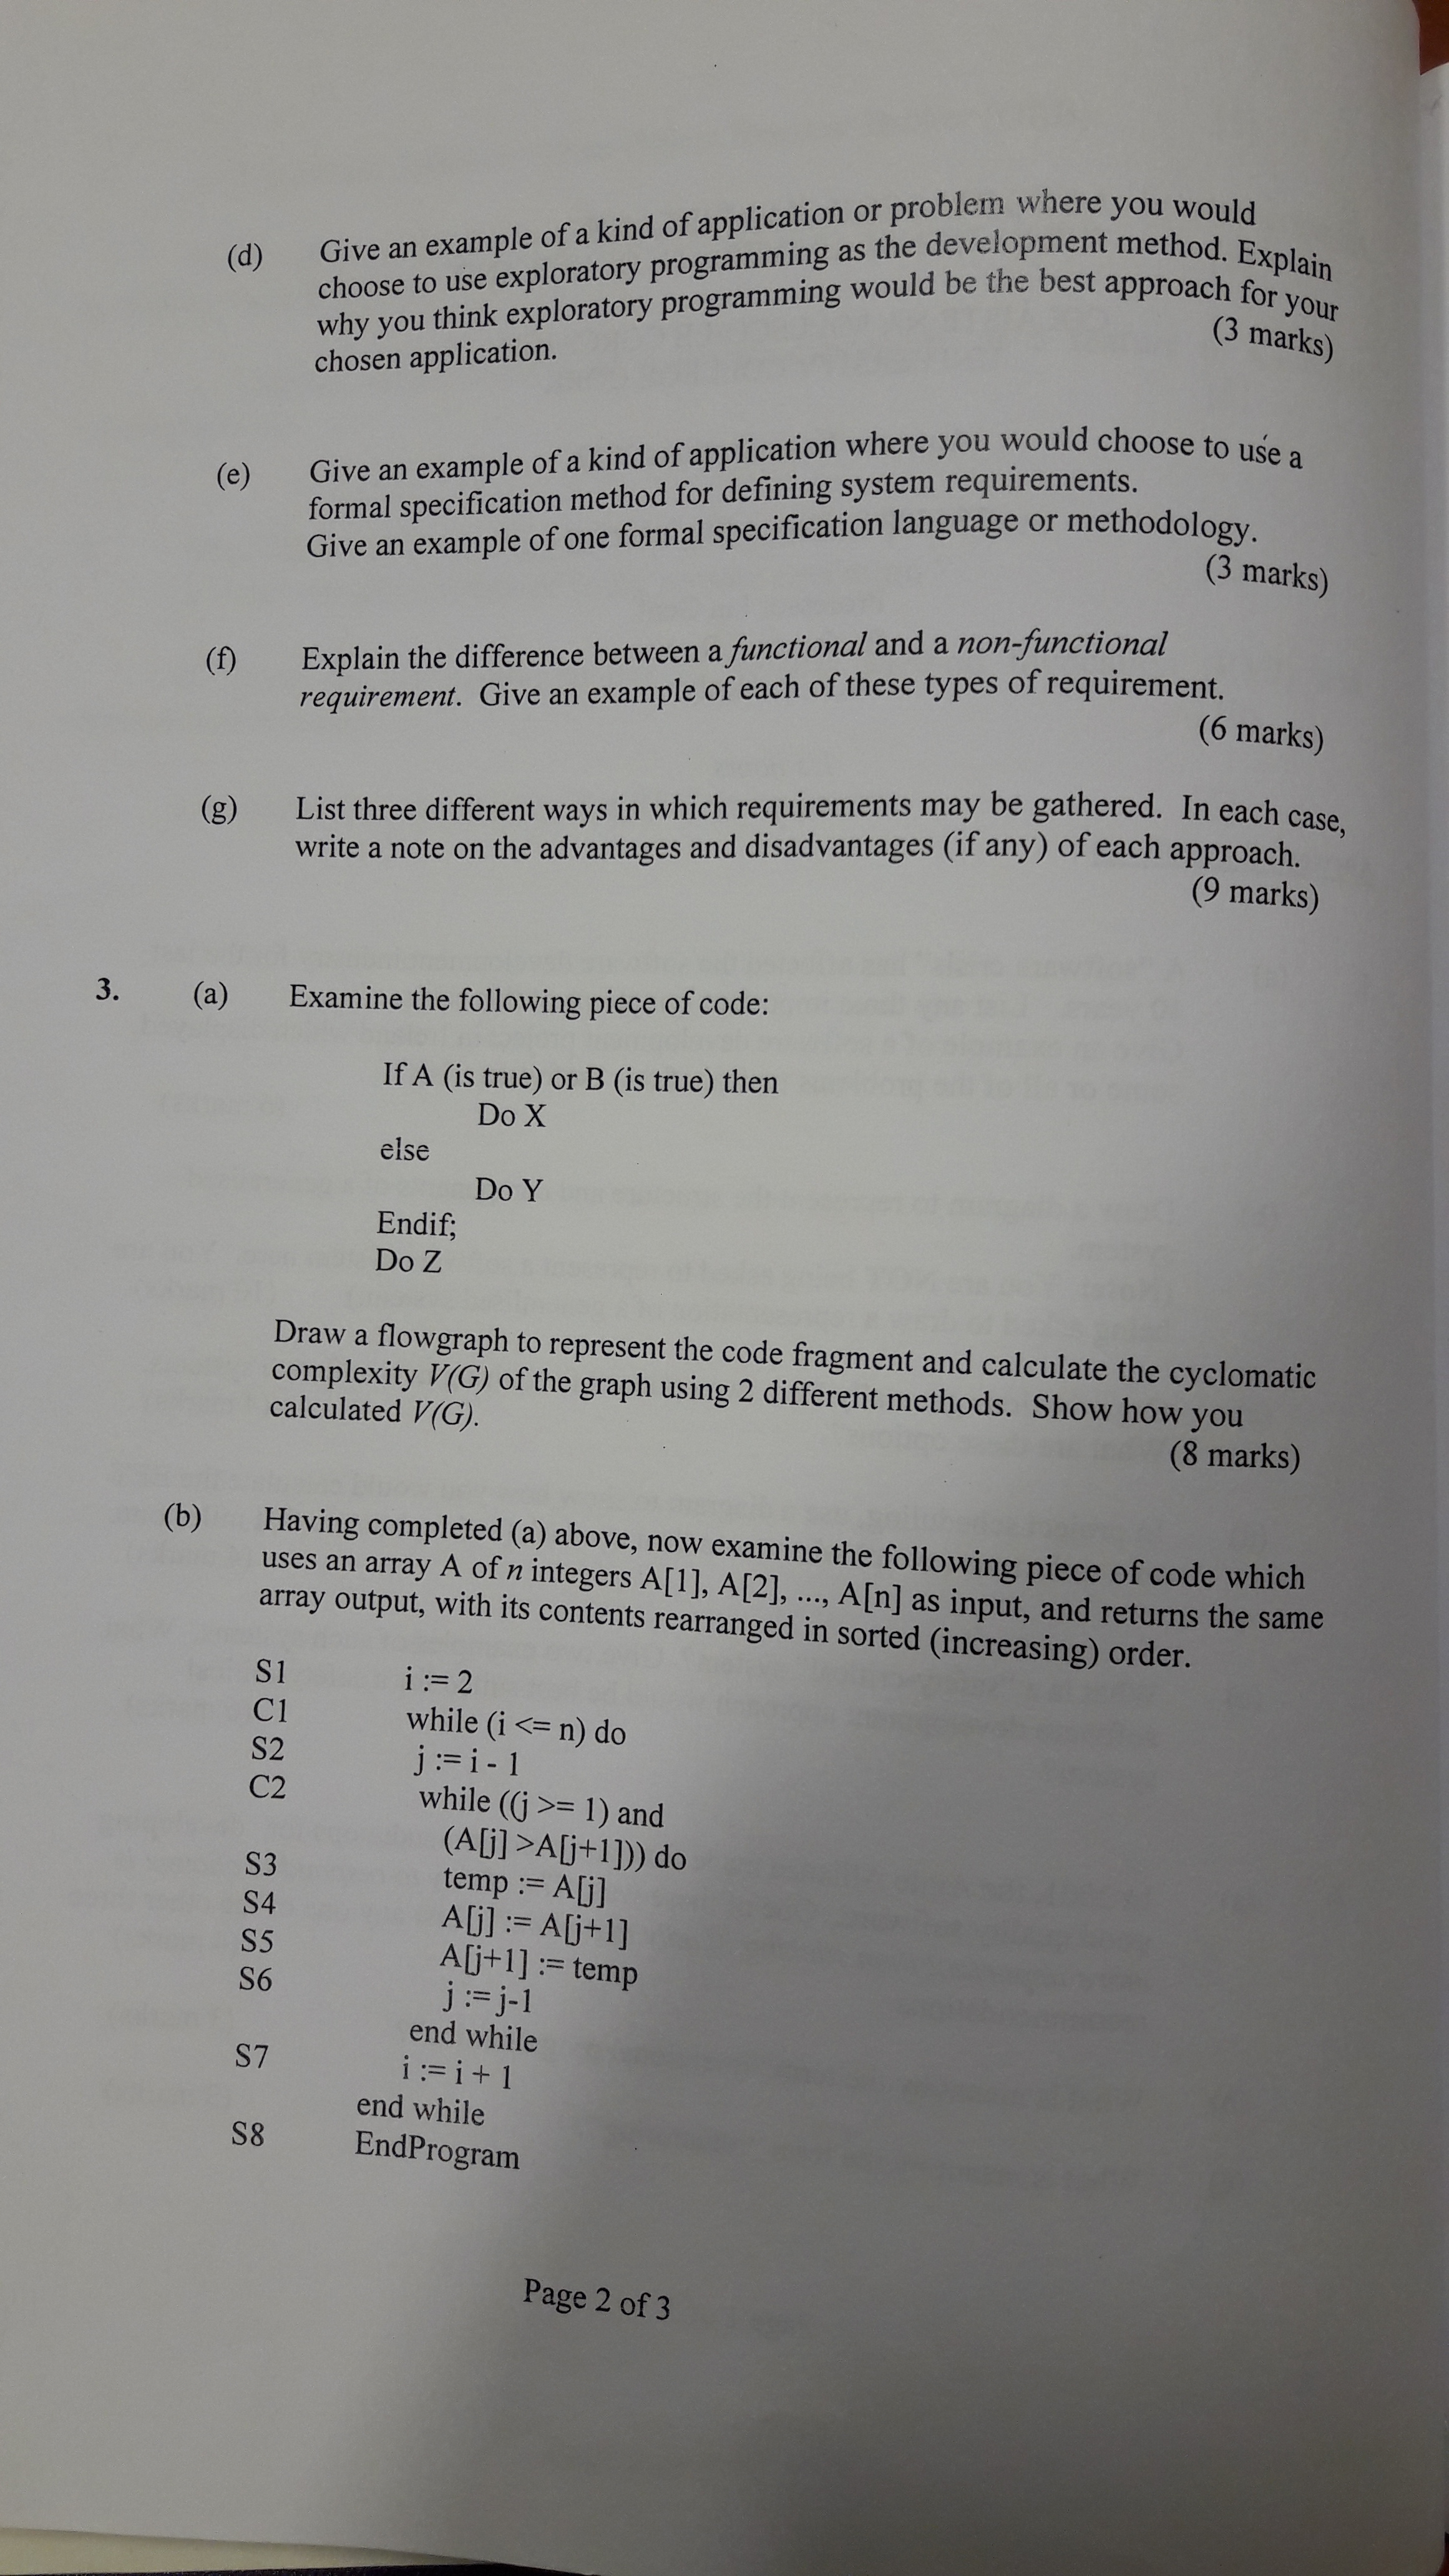 (d) Give an example of a kind of application or problem where you would
choose to use exploratory programming as the development method. Explain
why you think exploratory programming would be the best approach for your
chosen application.
(3 marks)
(e) Give an example of a kind of application where you would choose to use a
formal specification method for defining system requirements.
Give an example of one formal specification language or methodology.
(3 marks)
(f) Explain the difference between a functional and a non-functional
requirement. Give an example of each of these types of requirement.
(6 marks)
(g) List three different ways in which requirements may be gathered. In each case,
write a note on the advantages and disadvantages (if any) of each approach.
(9 marks)
3. (a) Examine the following piece of code:
If A (is true) or B (is true) then
Do X
else
Do Y
Endif;
Do Z
Draw a flowgraph to represent the code fragment and calculate the cyclomatic
complexity V(G) of the graph using 2 different methods. Show how you
calculated V(G).
(8 marks)
(b) Having completed (a) above, now examine the following piece of code which
uses an array A of n integers A[1], A[2], ..., A[n] as input, and returns the same
array output, with its contents rearranged in sorted (increasing) order.
S1 i := 2
C1 while (i <= n) do
S2 j := i - 1
C2 while ((j >= 1) and
(A[j] >A[j+1])) do
S3 temp := A[j]
S4 A[j] := A[j+1]
S5 A[j+1] := temp
S6 j := j-1
end while
S7 i := i + 1
end while
S8 EndProgram
Page 2 of 3